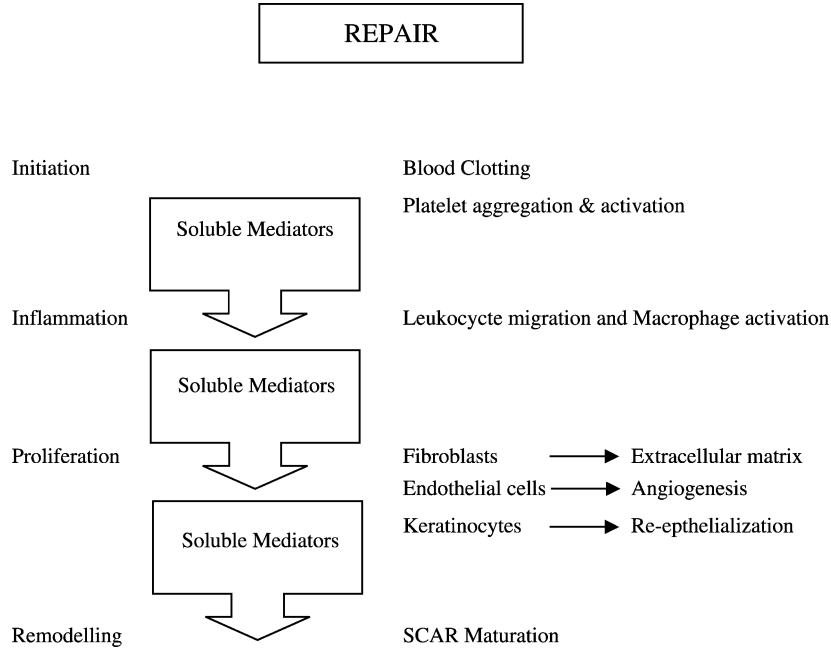 REPAIR
Initiation Blood Clotting
Platelet aggregation & activation
Soluble Mediators
Inflammation Leukocycte migration and Macrophage activation
Soluble Mediators
Proliferation Fibroblasts Extracellular matrix
Endothelial cells Angiogenesis
Keratinocytes Re-epthelialization
Soluble Mediators
Remodelling SCAR Maturation